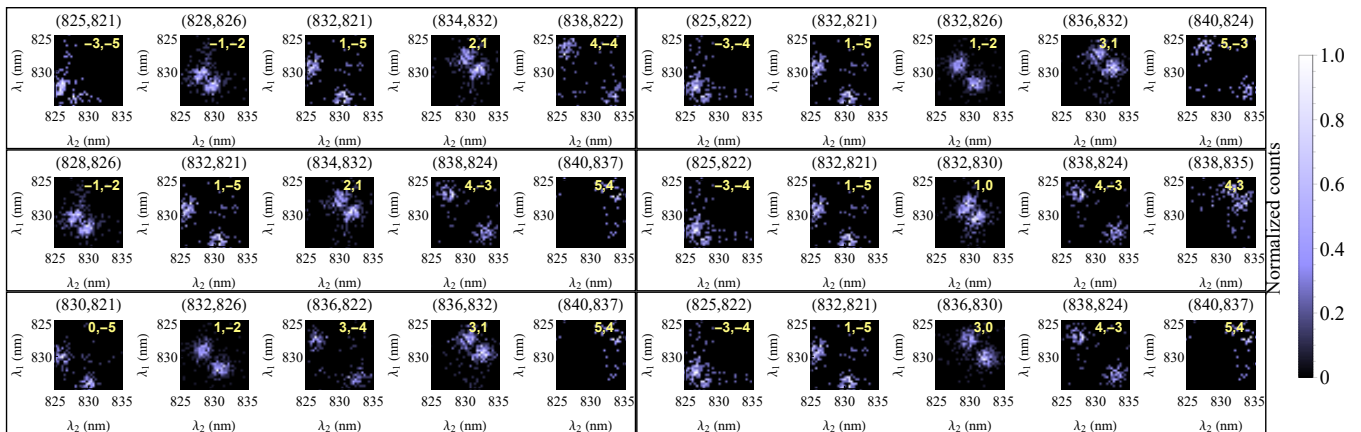 (825,821) (828,826) (832,821) (834,832) (838,822) (825,822) (832,821) (832,826) (836,832) (840,824)
825 −3,−5 −1,−2 1,−5 2,1 4,−4 −3,−4 1,−5 1,−2 3,1 5,−3
λ1 (nm) 830 λ1 (nm) 830 λ1 (nm) 830 λ1 (nm) 830 λ1 (nm) 830 λ1 (nm) 830 λ1 (nm) 830 λ1 (nm) 830 λ1 (nm) 830 λ1 (nm) 830
825 830 835 825 830 835 825 830 835 825 830 835 825 830 835 825 830 835 825 830 835 825 830 835 825 830 835 825 830 835
λ2 (nm) λ2 (nm) λ2 (nm) λ2 (nm) λ2 (nm) λ2 (nm) λ2 (nm) λ2 (nm) λ2 (nm) λ2 (nm)
(828,826) (832,821) (834,832) (838,824) (840,837) (825,822) (832,821) (832,830) (838,824) (838,835)
825 −1,−2 825 1,−5 825 2,1 825 4,−3 825 5,4 825 −3,−4 825 1,−5 825 1,0 825 4,−3 825 4,3
λ1 (nm) 830 λ1 (nm) 830 λ1 (nm) 830 λ1 (nm) 830 λ1 (nm) 830 λ1 (nm) 830 λ1 (nm) 830 λ1 (nm) 830 λ1 (nm) 830 λ1 (nm) 830
825 830 835 825 830 835 825 830 835 825 830 835 825 830 835 825 830 835 825 830 835 825 830 835 825 830 835 825 830 835
λ2 (nm) λ2 (nm) λ2 (nm) λ2 (nm) λ2 (nm) λ2 (nm) λ2 (nm) λ2 (nm) λ2 (nm) λ2 (nm)
(830,821) (832,826) (836,822) (836,832) (840,837) (825,822) (832,821) (836,830) (838,824) (840,837)
825 0,−5 825 1,−2 825 3,−4 825 3,1 825 5,4 825 −3,−4 825 1,−5 825 3,0 825 4,−3 825 5,4
λ1 (nm) 830 λ1 (nm) 830 λ1 (nm) 830 λ1 (nm) 830 λ1 (nm) 830 λ1 (nm) 830 λ1 (nm) 830 λ1 (nm) 830 λ1 (nm) 830 λ1 (nm) 830
825 830 835 825 830 835 825 830 835 825 830 835 825 830 835 825 830 835 825 830 835 825 830 835 825 830 835 825 830 835
λ2 (nm) λ2 (nm) λ2 (nm) λ2 (nm) λ2 (nm) λ2 (nm) λ2 (nm) λ2 (nm) λ2 (nm) λ2 (nm)
Normalized counts
1.0
0.8
0.6
0.4
0.2
0